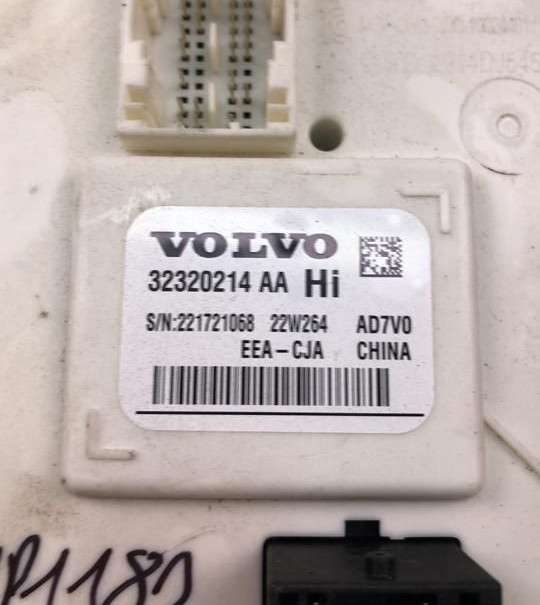 VOLVO
32320214 AA Hi
S/N:221721068 22W264 AD7V0
EEA-CJA CHINA